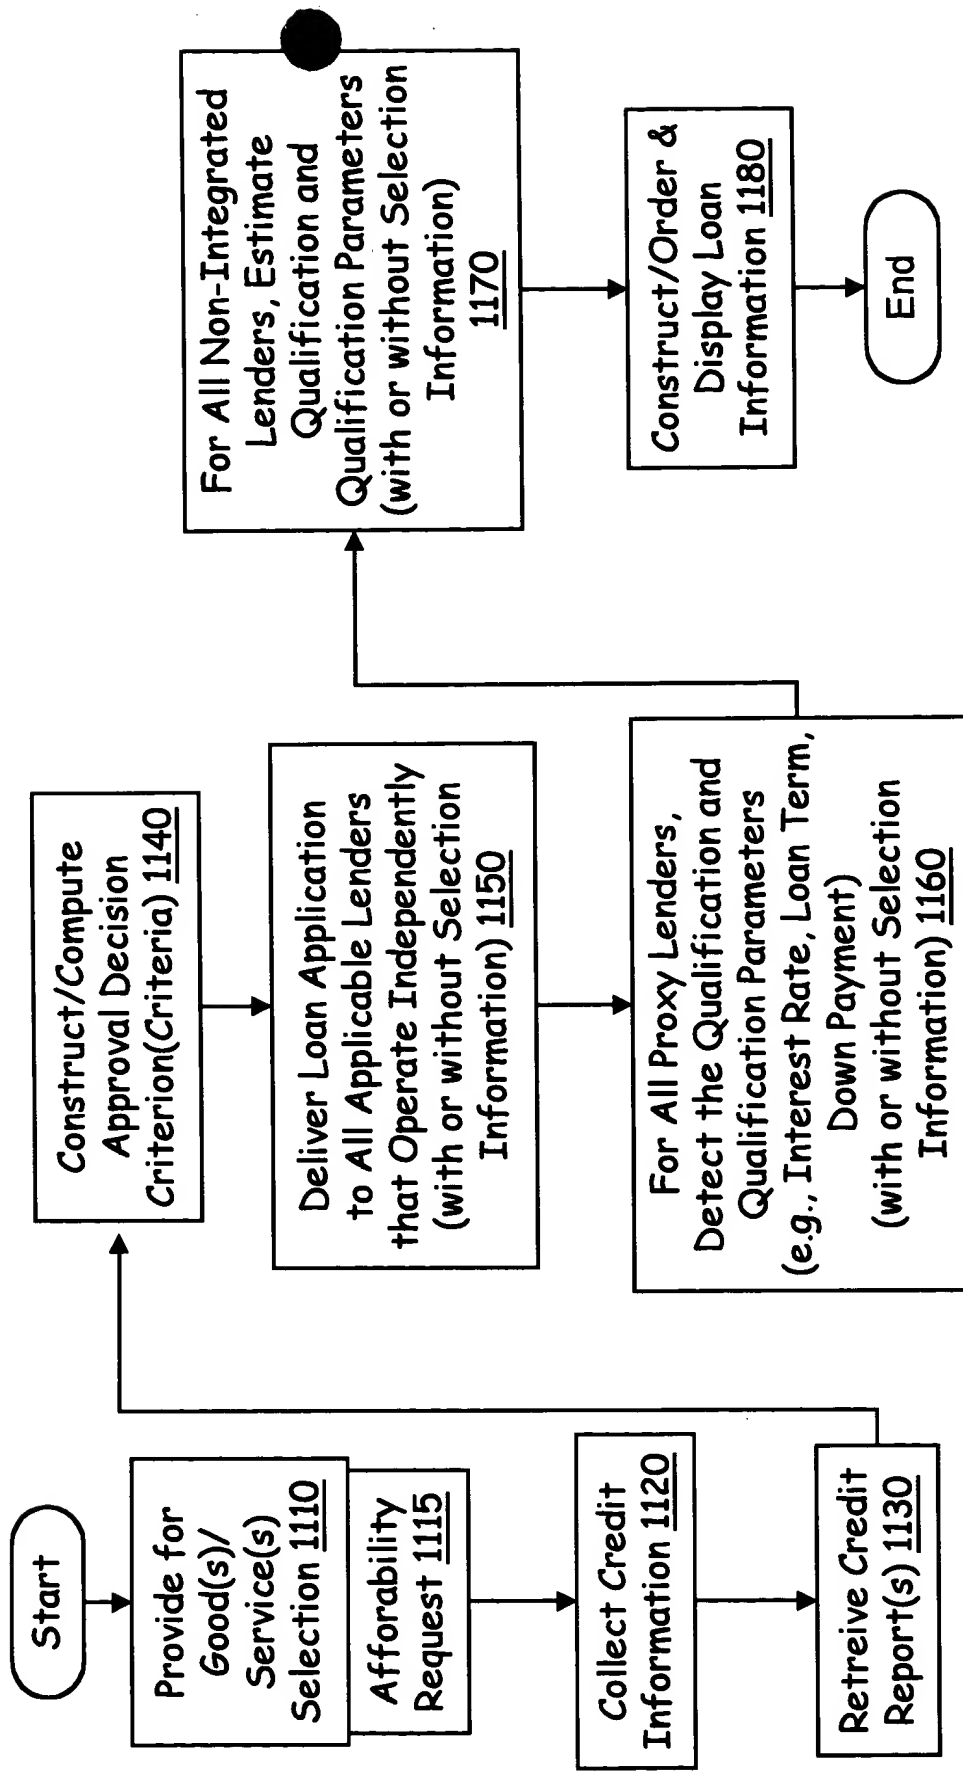 Start
Provide for
Good(s)/
Service(s)
Selection 1110
Afforability
Request 1115
Collect Credit
Information 1120
Retreive Credit
Report(s) 1130
Construct/Compute
Approval Decision
Criterion(Criteria) 1140
Deliver Loan Application
to All Applicable Lenders
that Operate Independently
(with or without Selection
Information) 1150
For All Proxy Lenders,
Detect the Qualification and
Qualification Parameters
(e.g., Interest Rate, Loan Term,
Down Payment)
(with or without Selection
Information) 1160
For All Non-Integrated
Lenders, Estimate
Qualification and
Qualification Parameters
(with or without Selection
Information)
1170
Construct/Order &
Display Loan
Information 1180
End